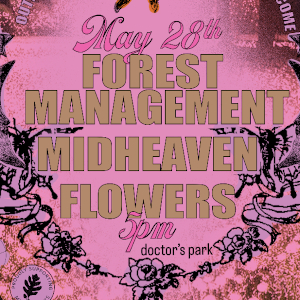 May 28th
FOREST
MANAGEMENT
MIDHEAVEN
FLOWERS
5pm
doctor's park